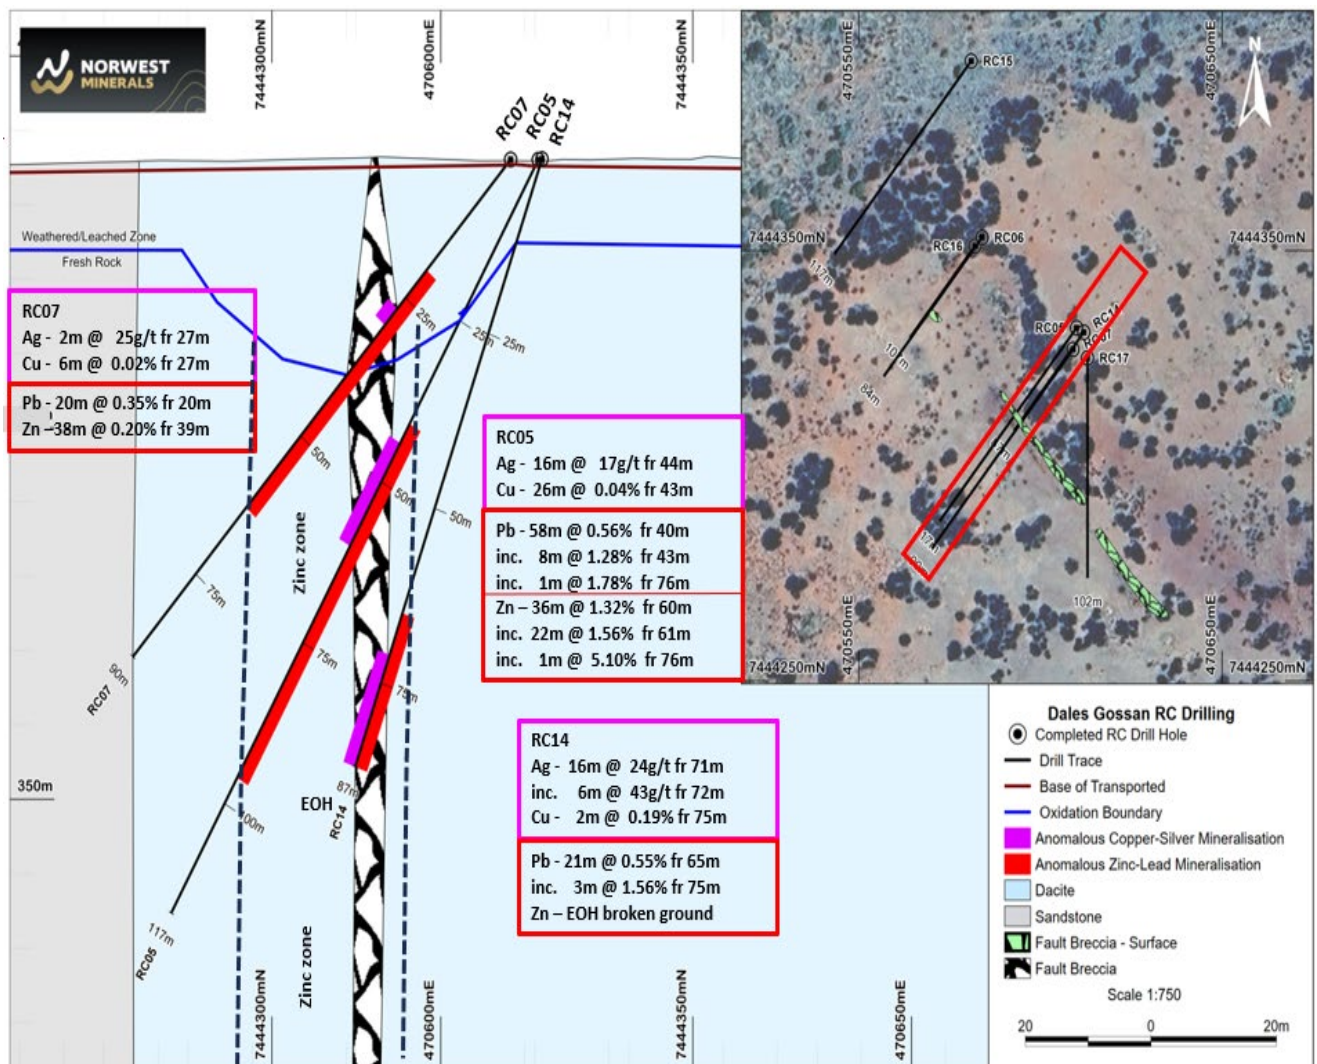 NORWEST
MINERALS
7444300mN
470600mE
7444350mN
RC07
RC05
RC14
Weathered/Leached Zone
Fresh Rock
RC07
Ag - 2m @ 25g/t fr 27m
Cu - 6m @ 0.02% fr 27m
Pb - 20m @ 0.35% fr 20m
Zn –38m @ 0.20% fr 39m
25m
25m
25m
50m
50m
50m
75m
75m
75m
90m
RC07
Zinc zone
RC05
Ag - 16m @ 17g/t fr 44m
Cu - 26m @ 0.04% fr 43m
Pb - 58m @ 0.56% fr 40m
inc. 8m @ 1.28% fr 43m
inc. 1m @ 1.78% fr 76m
Zn – 36m @ 1.32% fr 60m
inc. 22m @ 1.56% fr 61m
inc. 1m @ 5.10% fr 76m
RC14
Ag - 16m @ 24g/t fr 71m
inc. 6m @ 43g/t fr 72m
Cu - 2m @ 0.19% fr 75m
Pb - 21m @ 0.55% fr 65m
inc. 3m @ 1.56% fr 75m
Zn – EOH broken ground
350m
EOH
87m
RC14
100m
117m
RC05
Zinc zone
7444300mN
470600mE
7444350mN
470650mE
470550mE
470650mE
N
RC15
7444350mN
7444350mN
117m
RC06
RC16
84m
RC05
RC14
RC07
RC17
102m
470550mE
470650mE
7444250mN
7444250mN
Dales Gossan RC Drilling
Completed RC Drill Hole
Drill Trace
Base of Transported
Oxidation Boundary
Anomalous Copper-Silver Mineralisation
Anomalous Zinc-Lead Mineralisation
Dacite
Sandstone
Fault Breccia - Surface
Fault Breccia
Scale 1:750
20
0
20m